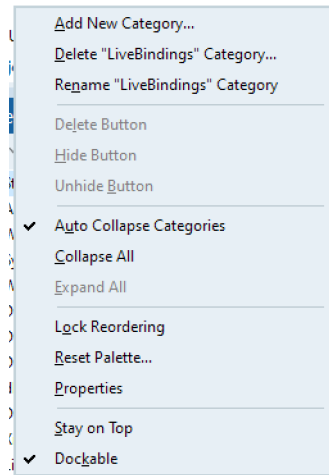 Add New Category...
Delete "LiveBindings" Category...
Rename "LiveBindings" Category
Delete Button
Hide Button
Unhide Button
Auto Collapse Categories
Collapse All
Expand All
Lock Reordering
Reset Palette...
Properties
Stay on Top
Dockable